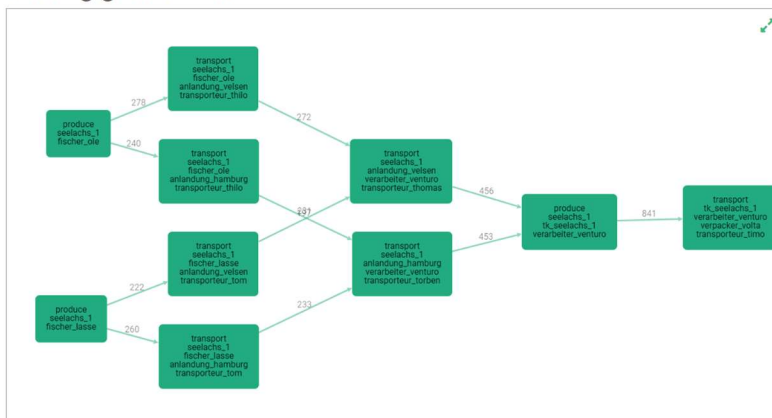 transport
seelachs_1
fischer_ole
anlandung_velsen
transporteur_thilo
278
272
produce
seelachs_1
fischer_ole
240
transport
seelachs_1
fischer_ole
anlandung_hamburg
transporteur_thilo
transport
seelachs_1
anlandung_velsen
verarbeiter_venturo
transporteur_thomas
456
produce
seelachs_1
tk_seelachs_1
verarbeiter_venturo
841
transport
tk_seelachs_1
verarbeiter_venturo
verpacker_volta
transporteur_timo
transport
seelachs_1
fischer_lasse
anlandung_velsen
transporteur_tom
transport
seelachs_1
anlandung_hamburg
verarbeiter_venturo
transporteur_torben
453
222
produce
seelachs_1
fischer_lasse
260
233
transport
seelachs_1
fischer_lasse
anlandung_hamburg
transporteur_tom